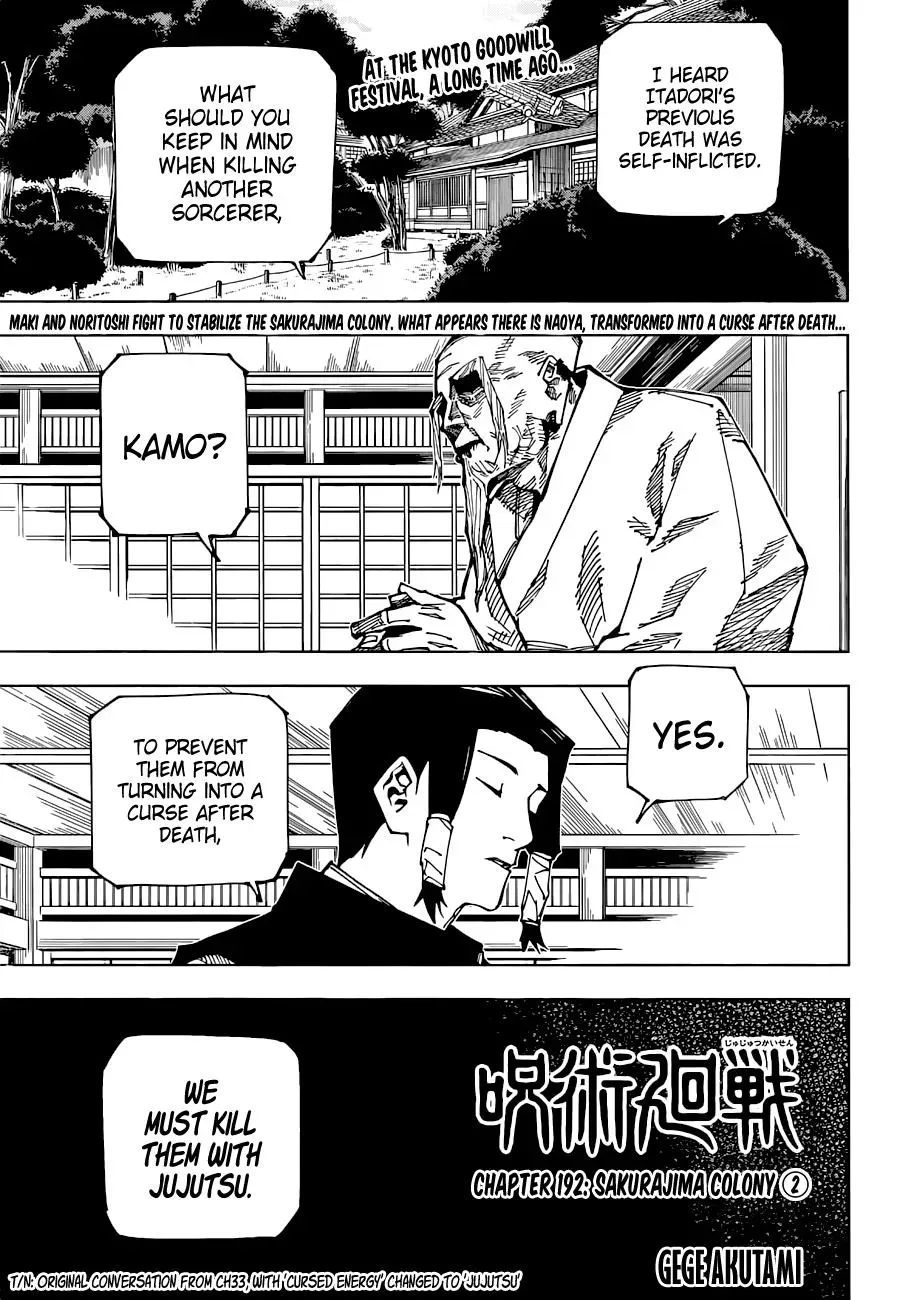 AT THE KYOTO GOODWILL
FESTIVAL, A LONG TIME AGO...
I HEARD
ITADORI'S
PREVIOUS
DEATH WAS
SELF-INFLICTED.
WHAT
SHOULD YOU
KEEP IN MIND
WHEN KILLING
ANOTHER
SORCERER,
MAKI AND NORITOSHI FIGHT TO STABILIZE THE SAKURAJIMA COLONY. WHAT APPEARS THERE IS NAOYA, TRANSFORMED INTO A CURSE AFTER DEATH...
KAMO?
YES.
TO PREVENT
THEM FROM
TURNING INTO A
CURSE AFTER
DEATH,
WE
MUST KILL
THEM WITH
JUJUTSU.
じゅじゅつかいせん
呪術廻戦
CHAPTER 192: SAKURAJIMA COLONY ②
GEGE AKUTAMI
T/N: ORIGINAL CONVERSATION FROM CH33, WITH 'CURSED ENERGY' CHANGED TO 'JUJUTSU'